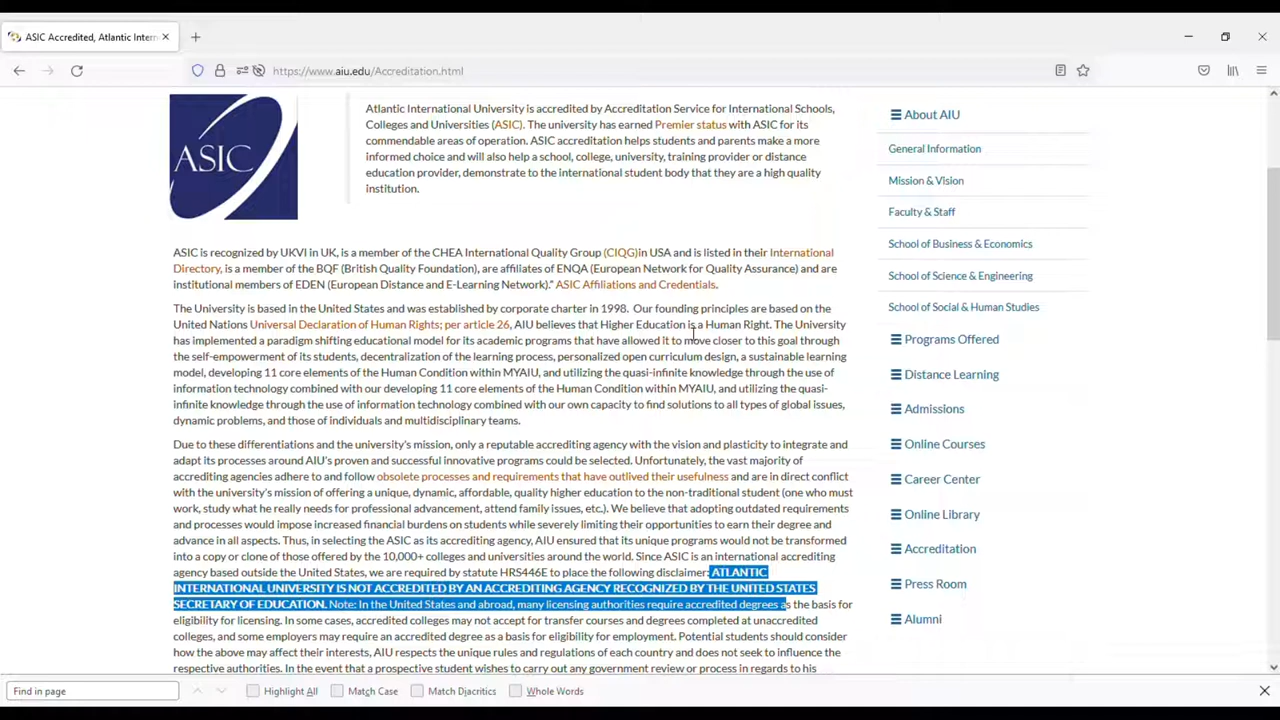 ASIC Accredited, Atlantic Intern
https://www.aiu.edu/Accreditation.html
ASIC
Atlantic International University is accredited by Accreditation Service for International Schools,
Colleges and Universities (ASIC). The university has earned Premier status with ASIC for its
commendable areas of operation. ASIC accreditation helps students and parents make a more
informed choice and will also help a school, college, university, training provider or distance
education provider, demonstrate to the international student body that they are a high quality
institution.
ASIC is recognized by UKVI in UK, is a member of the CHEA International Quality Group (CIQG)in USA and is listed in their International
Directory, is a member of the BQF (British Quality Foundation), are affiliates of ENQA (European Network for Quality Assurance) and are
institutional members of EDEN (European Distance and E-Learning Network).” ASIC Affiliations and Credentials.
The University is based in the United States and was established by corporate charter in 1998. Our founding principles are based on the
United Nations Universal Declaration of Human Rights; per article 26, AIU believes that Higher Education is a Human Right. The University
has implemented a paradigm shifting educational model for its academic programs that have allowed it to move closer to this goal through
the self-empowerment of its students, decentralization of the learning process, personalized open curriculum design, a sustainable learning
model, developing 11 core elements of the Human Condition within MYAIU, and utilizing the quasi-infinite knowledge through the use of
information technology combined with our developing 11 core elements of the Human Condition within MYAIU, and utilizing the quasi-
infinite knowledge through the use of information technology combined with our own capacity to find solutions to all types of global issues,
dynamic problems, and those of individuals and multidisciplinary teams.
Due to these differentiations and the university’s mission, only a reputable accrediting agency with the vision and plasticity to integrate and
adapt its processes around AIU’s proven and successful innovative programs could be selected. Unfortunately, the vast majority of
accrediting agencies adhere to and follow obsolete processes and requirements that have outlived their usefulness and are in direct conflict
with the university’s mission of offering a unique, dynamic, affordable, quality higher education to the non-traditional student (one who must
work, study what he really needs for professional advancement, attend family issues, etc.). We believe that adopting outdated requirements
and processes would impose increased financial burdens on students while severely limiting their opportunities to earn their degree and
advance in all aspects. Thus, in selecting the ASIC as its accrediting agency, AIU ensured that its unique programs would not be transformed
into a copy or clone of those offered by the 10,000+ colleges and universities around the world. Since ASIC is an international accrediting
agency based outside the United States, we are required by statute HRS446E to place the following disclaimer: ATLANTIC
INTERNATIONAL UNIVERSITY IS NOT ACCREDITED BY AN ACCREDITING AGENCY RECOGNIZED BY THE UNITED STATES
SECRETARY OF EDUCATION. Note: In the United States and abroad, many licensing authorities require accredited degrees as the basis for
eligibility for licensing. In some cases, accredited colleges may not accept for transfer courses and degrees completed at unaccredited
colleges, and some employers may require an accredited degree as a basis for eligibility for employment. Potential students should consider
how the above may affect their interests, AIU respects the unique rules and regulations of each country and does not seek to influence the
respective authorities. In the event that a prospective student wishes to carry out any government review or process in regards to his
About AIU
General Information
Mission & Vision
Faculty & Staff
School of Business & Economics
School of Science & Engineering
School of Social & Human Studies
Programs Offered
Distance Learning
Admissions
Online Courses
Career Center
Online Library
Accreditation
Press Room
Alumni
Find in page
Highlight All
Match Case
Match Diacritics
Whole Words